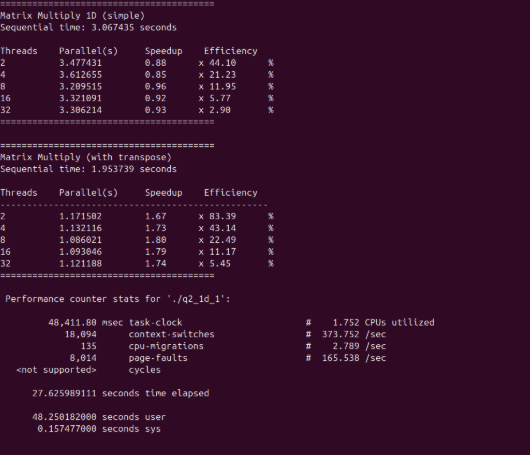 ========================================
Matrix Multiply 1D (simple)
Sequential time: 3.067435 seconds
Threads Parallel(s) Speedup Efficiency
2 3.477431 0.88 x 44.10 %
4 3.612655 0.85 x 21.23 %
8 3.209515 0.96 x 11.95 %
16 3.321091 0.92 x 5.77 %
32 3.306214 0.93 x 2.90 %
========================================
========================================
Matrix Multiply (with transpose)
Sequential time: 1.953739 seconds
Threads Parallel(s) Speedup Efficiency
--------------------------------------------------
2 1.171502 1.67 x 83.39 %
4 1.132116 1.73 x 43.14 %
8 1.086021 1.80 x 22.49 %
16 1.093046 1.79 x 11.17 %
32 1.121188 1.74 x 5.45 %
========================================
Performance counter stats for './q2_1d_1':
48,411.80 msec task-clock # 1.752 CPUs utilized
18,094 context-switches # 373.752 /sec
135 cpu-migrations # 2.789 /sec
8,014 page-faults # 165.538 /sec
<not supported> cycles
27.625989111 seconds time elapsed
48.250182000 seconds user
0.157477000 seconds sys